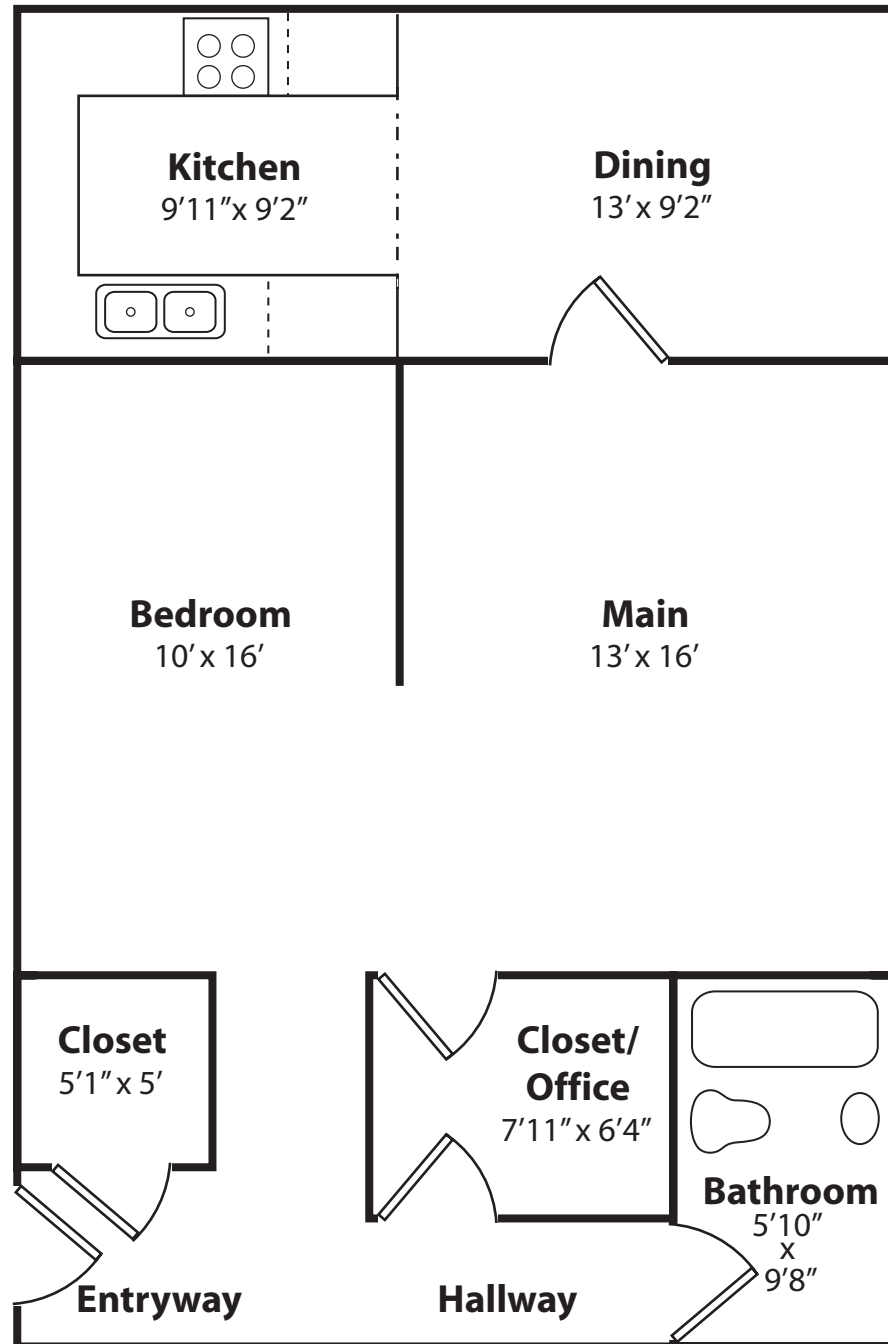 Kitchen
9’11” x 9’2”
Dining
13’ x 9’2”
Bedroom
10’ x 16’
Main
13’ x 16’
Closet
5’1” x 5’
Closet/
Office
7’11” x 6’4”
Bathroom
5’10”
x
9’8”
Entryway
Hallway